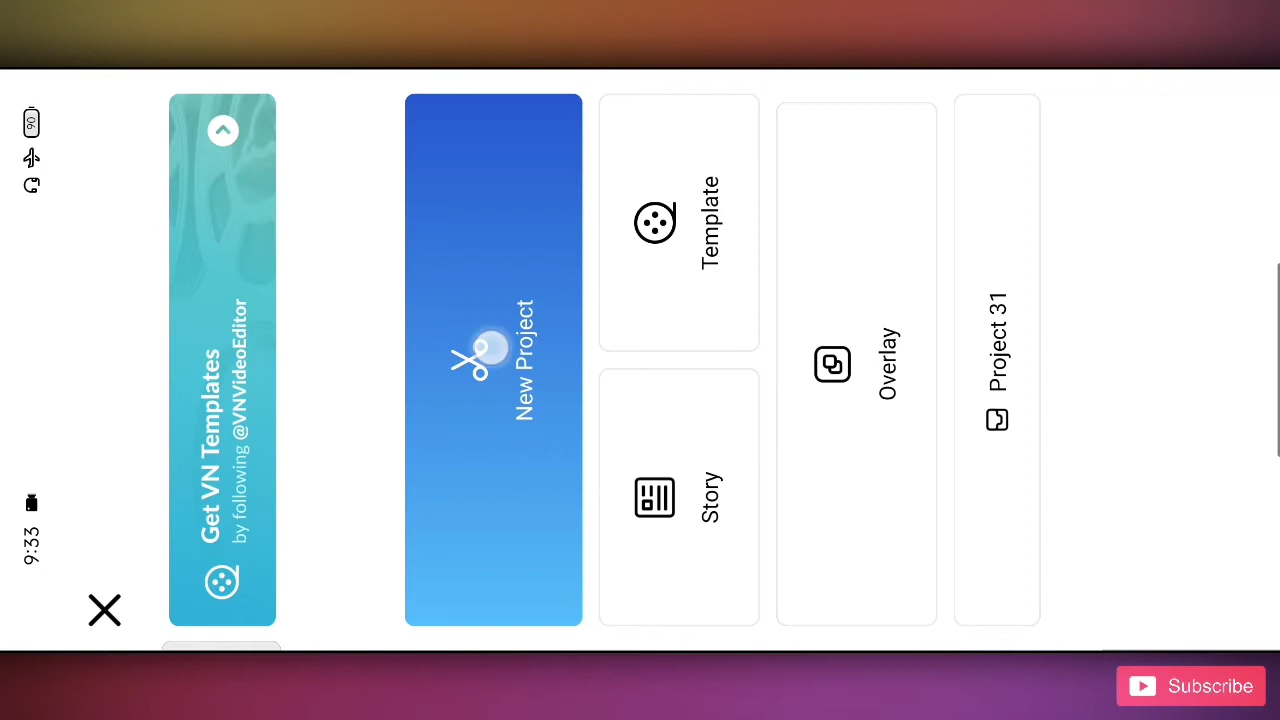 9:33
90
Get VN Templates
by following @VNVideoEditor
New Project
Story
Template
Overlay
Project 31
Subscribe